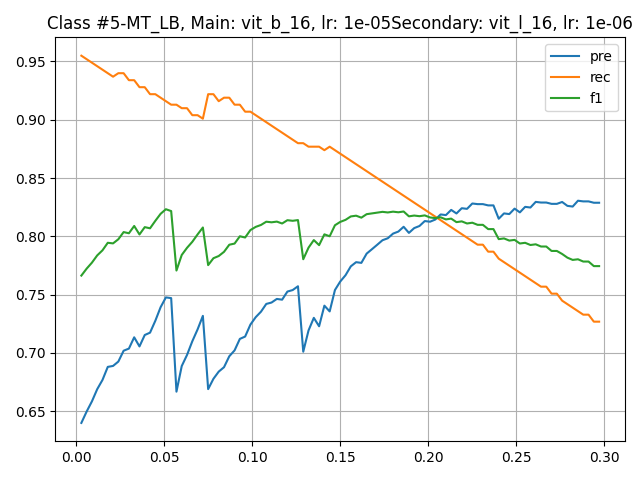 Class #5-MT_LB, Main: vit_b_16, lr: 1e-05Secondary: vit_l_16, lr: 1e-06
pre
rec
f1
0.95
0.90
0.85
0.80
0.75
0.70
0.65
0.00 0.05 0.10 0.15 0.20 0.25 0.30